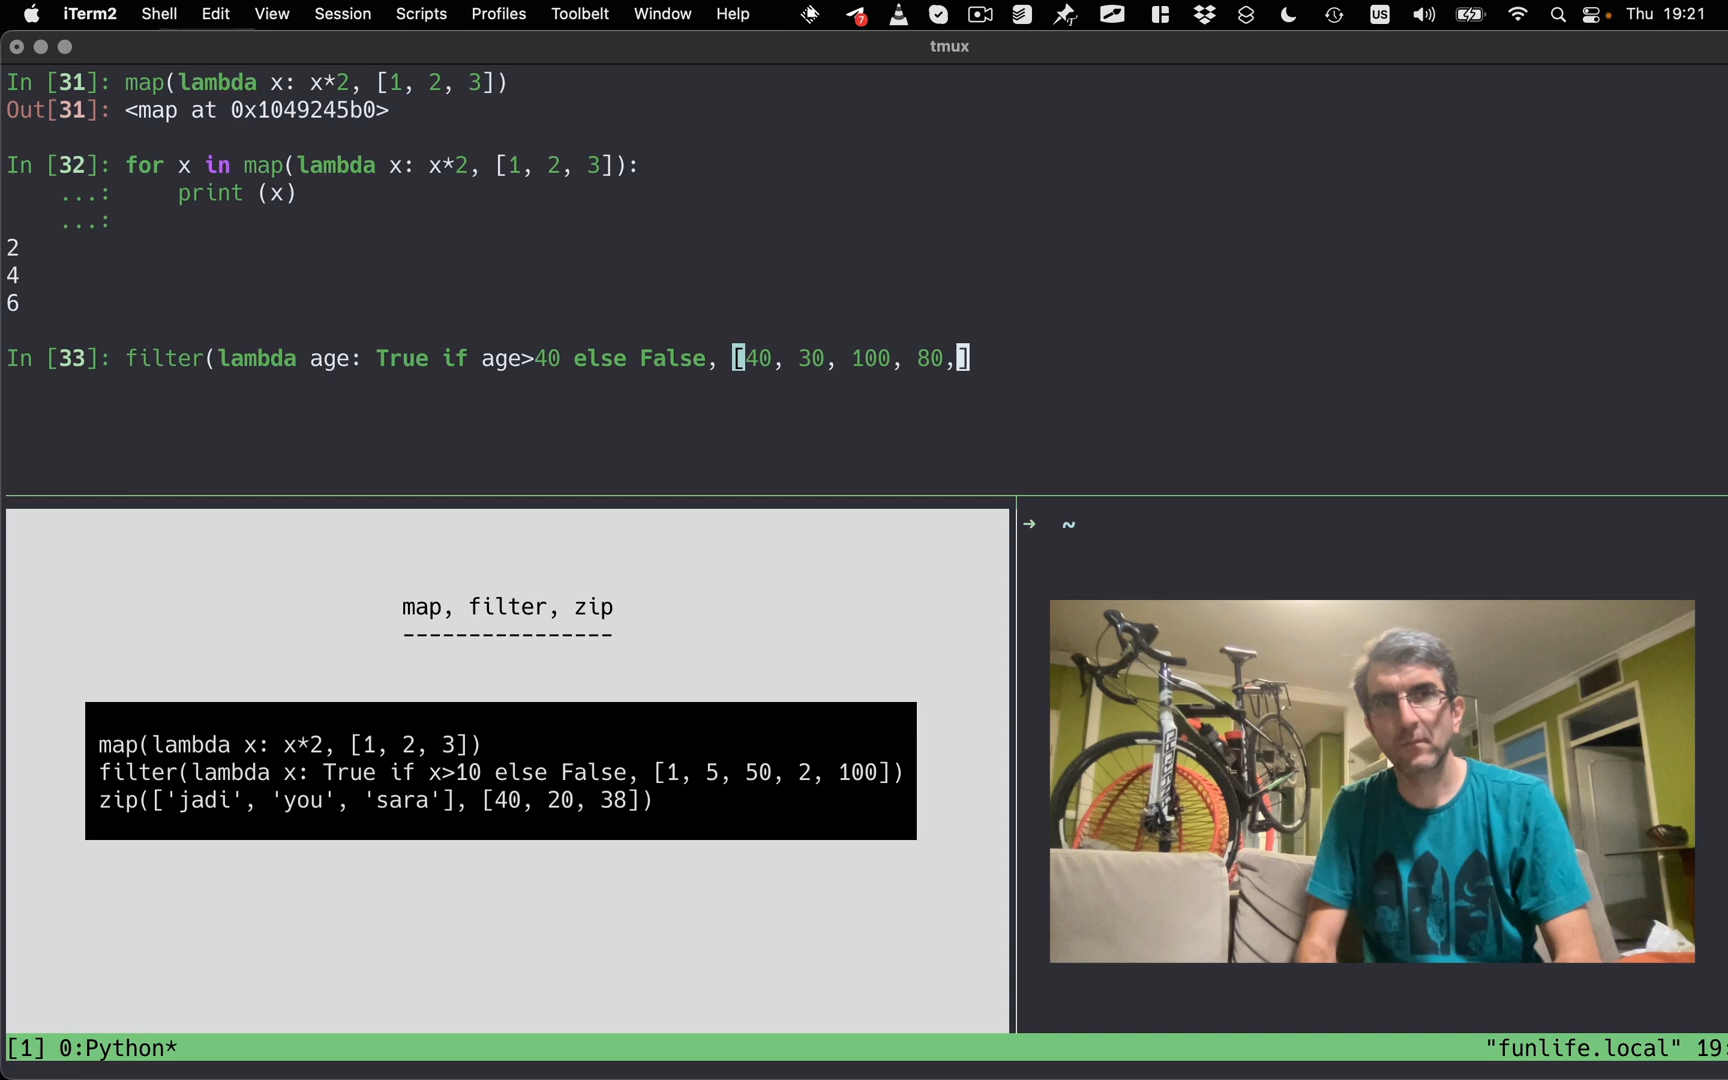 iTerm2 Shell Edit View Session Scripts Profiles Toolbelt Window Help 7 US Thu 19:21
tmux
In [31]: map(lambda x: x*2, [1, 2, 3])
Out[31]: <map at 0x1049245b0>
In [32]: for x in map(lambda x: x*2, [1, 2, 3]):
...: print (x)
...:
2
4
6
In [33]: filter(lambda age: True if age>40 else False, [40, 30, 100, 80,]
→ ~
map, filter, zip
----------------
map(lambda x: x*2, [1, 2, 3])
filter(lambda x: True if x>10 else False, [1, 5, 50, 2, 100])
zip(['jadi', 'you', 'sara'], [40, 20, 38])
[1] 0:Python* "funlife.local" 19: